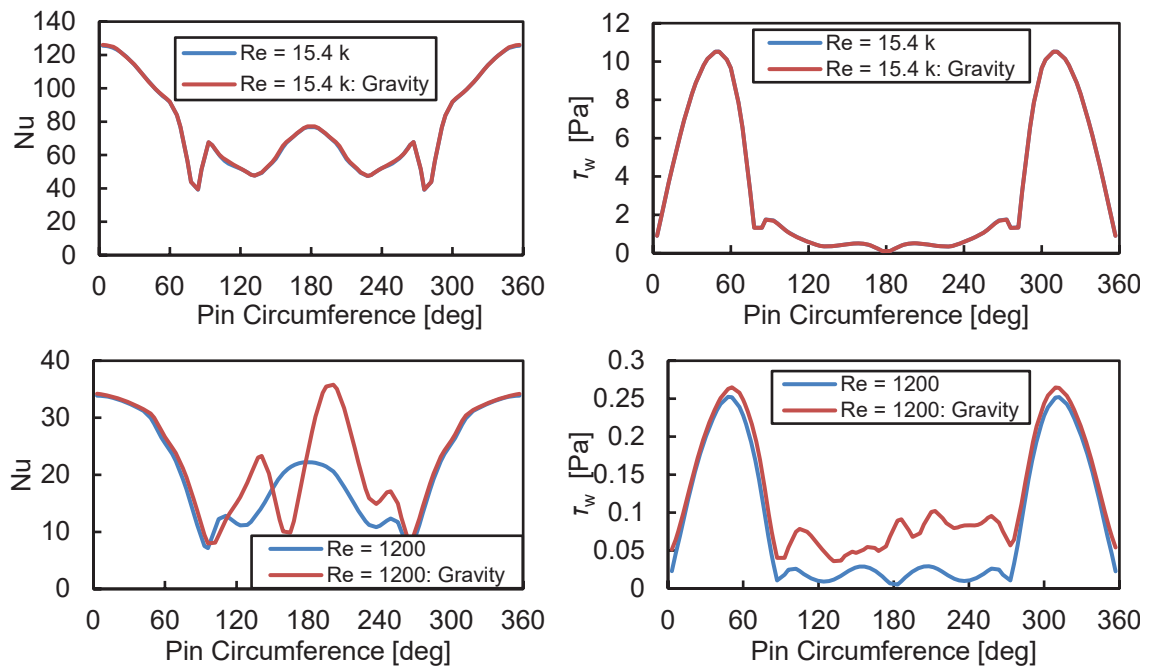 140
120
100
80
60
40
20
0
Nu
Re = 15.4 k
Re = 15.4 k: Gravity
0 60 120 180 240 300 360
Pin Circumference [deg]
12
10
8
6
4
2
0
τw [Pa]
Re = 15.4 k
Re = 15.4 k: Gravity
0 60 120 180 240 300 360
Pin Circumference [deg]
40
30
20
10
0
Nu
Re = 1200
Re = 1200: Gravity
0 60 120 180 240 300 360
Pin Circumference [deg]
0.3
0.25
0.2
0.15
0.1
0.05
0
τw [Pa]
Re = 1200
Re = 1200: Gravity
0 60 120 180 240 300 360
Pin Circumference [deg]